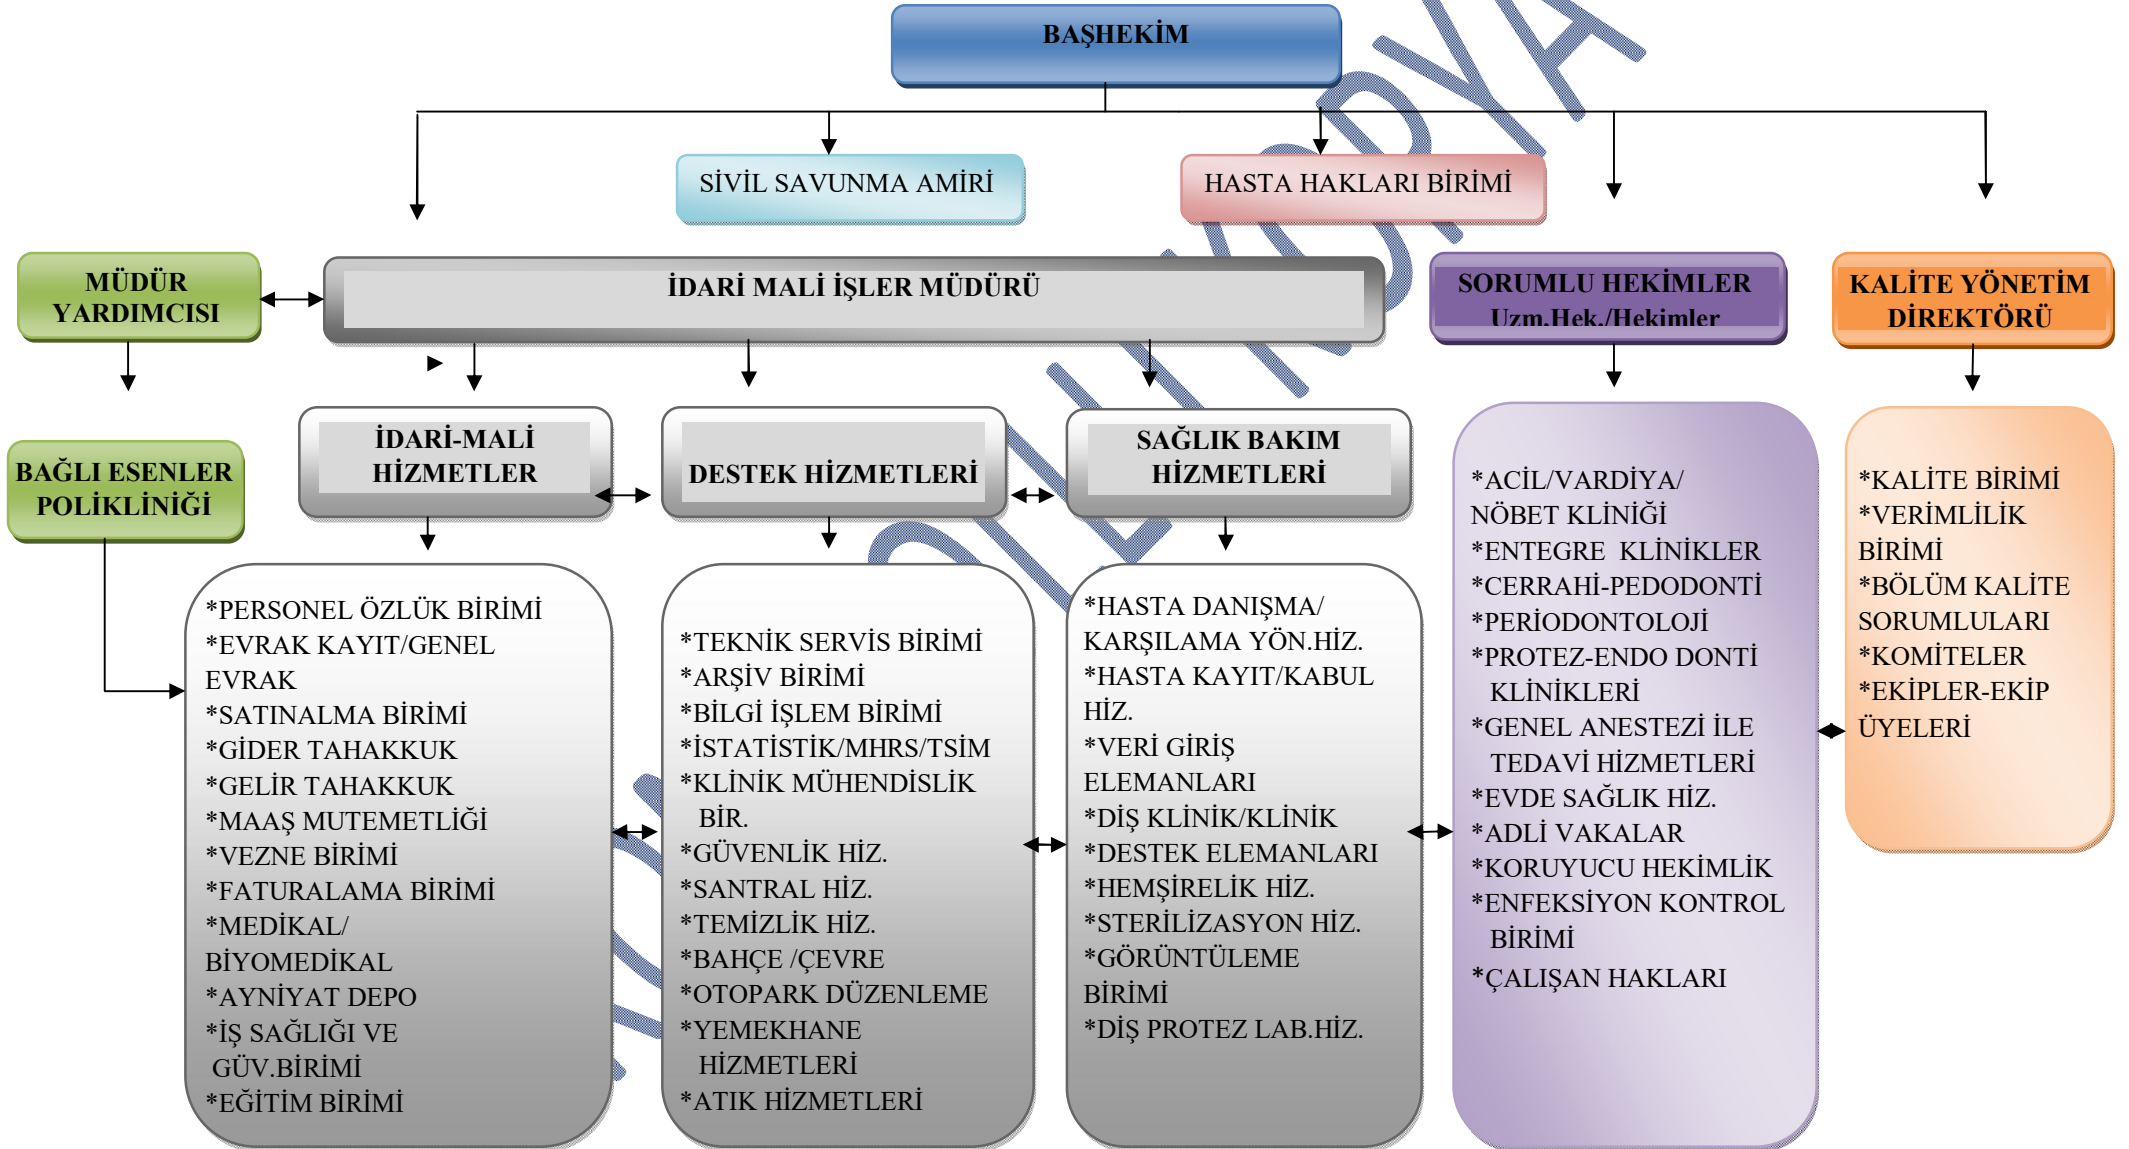 BAŞHEKİM
SİVİL SAVUNMA AMİRİ
HASTA HAKLARI BİRİMİ
MÜDÜR
YARDIMCISI
İDARİ MALİ İŞLER MÜDÜRÜ
SORUMLU HEKİMLER
Uzm.Hek./Hekimler
KALİTE YÖNETİM
DİREKTÖRÜ
BAĞLI ESENLER
POLİKLİNİĞİ
İDARİ-MALİ
HİZMETLER
DESTEK HİZMETLERİ
SAĞLIK BAKIM
HİZMETLERİ
*PERSONEL ÖZLÜK BİRİMİ
*EVRAK KAYIT/GENEL
EVRAK
*SATINALMA BİRİMİ
*GİDER TAHAKKUK
*GELİR TAHAKKUK
*MAAŞ MUTEMETLİĞİ
*VEZNE BİRİMİ
*FATURALAMA BİRİMİ
*MEDİKAL/
BİYOMEDİKAL
*AYNİYAT DEPO
*İŞ SAĞLIĞI VE
GÜV.BİRİMİ
*EĞİTİM BİRİMİ
*TEKNİK SERVİS BİRİMİ
*ARŞİV BİRİMİ
*BİLGİ İŞLEM BİRİMİ
*İSTATİSTİK/MHRS/TSİM
*KLİNİK MÜHENDİSLİK
BİR.
*GÜVENLİK HİZ.
*SANTRAL HİZ.
*TEMİZLİK HİZ.
*BAHÇE /ÇEVRE
*OTOPARK DÜZENLEME
*YEMEKHANE
HİZMETLERİ
*ATIK HİZMETLERİ
*HASTA DANIŞMA/
KARŞILAMA YÖN.HİZ.
*HASTA KAYIT/KABUL
HİZ.
*VERİ GİRİŞ
ELEMANLARI
*DİŞ KLİNİK/KLİNİK
*DESTEK ELEMANLARI
*HEMŞİRELİK HİZ.
*STERİLİZASYON HİZ.
*GÖRÜNTÜLEME
BİRİMİ
*DİŞ PROTEZ LAB.HİZ.
*ACİL/VARDİYA/
NÖBET KLİNİĞİ
*ENTEGRE KLİNİKLER
*CERRAHİ-PEDODONTİ
*PERİODONTOLOJİ
*PROTEZ-ENDO DONTİ
KLİNİKLERİ
*GENEL ANESTEZİ İLE
TEDAVİ HİZMETLERİ
*EVDE SAĞLIK HİZ.
*ADLİ VAKALAR
*KORUYUCU HEKİMLİK
*ENFEKSİYON KONTROL
BİRİMİ
*ÇALIŞAN HAKLARI
*KALİTE BİRİMİ
*VERİMLİLİK
BİRİMİ
*BÖLÜM KALİTE
SORUMLULARI
*KOMİTELER
*EKİPLER-EKİP
ÜYELERİ
KOPYA